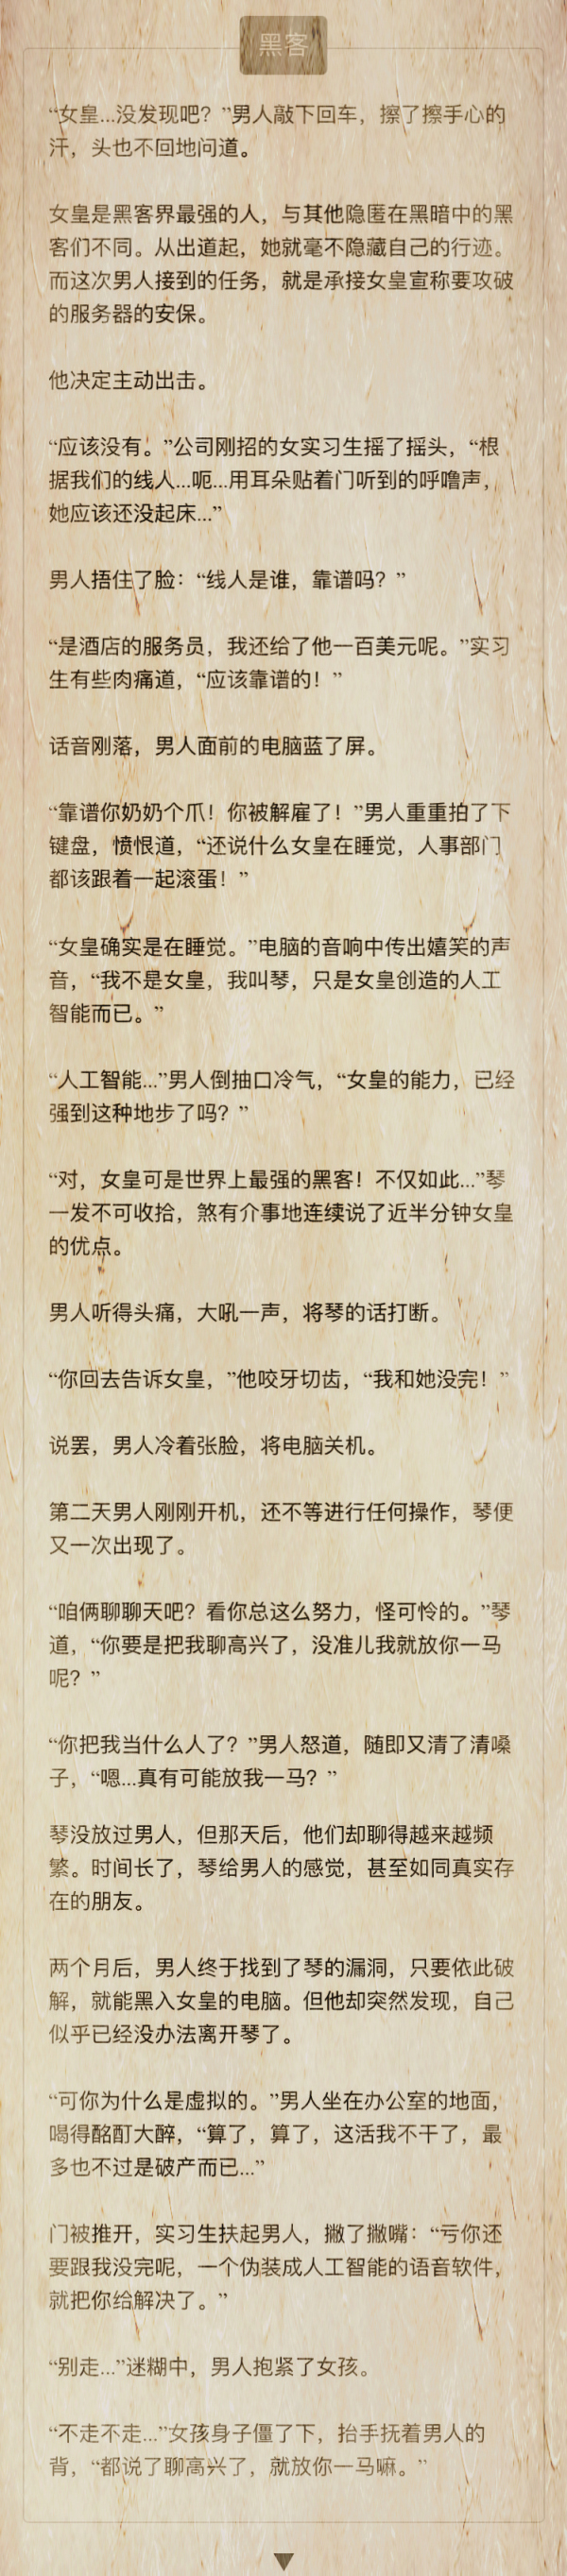 黑客
“女皇...没发现吧？”男人敲下回车，擦了擦手心的
汗，头也不回地问道。
女皇是黑客界最强的人，与其他隐匿在黑暗中的黑
客们不同。从出道起，她就毫不隐藏自己的行迹。
而这次男人接到的任务，就是承接女皇宣称要攻破
的服务器的安保。
他决定主动出击。
“应该没有。”公司刚招的女实习生摇了摇头，“根
据我们的线人...呃...用耳朵贴着门听到的呼噜声，
她应该还没起床...”
男人捂住了脸：“线人是谁，靠谱吗？”
“是酒店的服务员，我还给了他一百美元呢。”实习
生有些肉痛道，“应该靠谱的！”
话音刚落，男人面前的电脑蓝了屏。
“靠谱你奶奶个爪！你被解雇了！”男人重重拍了下
键盘，愤恨道，“还说什么女皇在睡觉，人事部门
都该跟着一起滚蛋！”
“女皇确实是在睡觉。”电脑的音响中传出嬉笑的声
音，“我不是女皇，我叫琴，只是女皇创造的人工
智能而已。”
“人工智能...”男人倒抽口冷气，“女皇的能力，已经
强到这种地步了吗？”
“对，女皇可是世界上最强的黑客！不仅如此...”琴
一发不可收拾，煞有介事地连续说了近半分钟女皇
的优点。
男人听得头痛，大吼一声，将琴的话打断。
“你回去告诉女皇，”他咬牙切齿，“我和她没完！”
说罢，男人冷着张脸，将电脑关机。
第二天男人刚刚开机，还不等进行任何操作，琴便
又一次出现了。
“咱俩聊聊天吧？看你总这么努力，怪可怜的。”琴
道，“你要是把我聊高兴了，没准儿我就放你一马
呢？”
“你把我当什么人了？”男人怒道，随即又清了清嗓
子，“嗯...真有可能放我一马？”
琴没放过男人，但那天后，他们却聊得越来越频
繁。时间长了，琴给男人的感觉，甚至如同真实存
在的朋友。
两个月后，男人终于找到了琴的漏洞，只要依此破
解，就能黑入女皇的电脑。但他却突然发现，自己
似乎已经没办法离开琴了。
“可你为什么是虚拟的。”男人坐在办公室的地面，
喝得酩酊大醉，“算了，算了，这活我不干了，最
多也不过是破产而已...”
门被推开，实习生扶起男人，撇了撇嘴：“亏你还
要跟我没完呢，一个伪装成人工智能的语音软件，
就把你给解决了。”
“别走...”迷糊中，男人抱紧了女孩。
“不走不走...”女孩身子僵了下，抬手抚着男人的
背，“都说了聊高兴了，就放你一马嘛。”